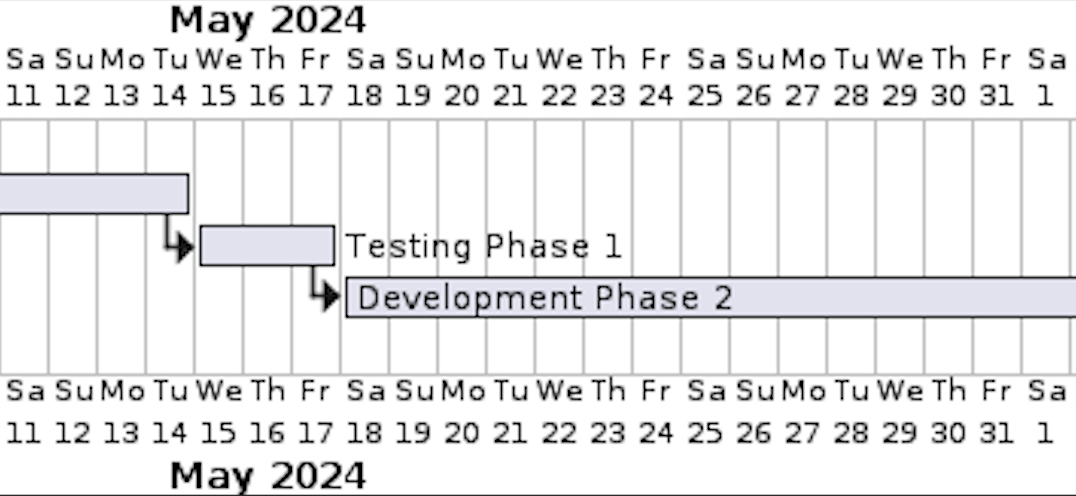 May 2024
Sa Su Mo Tu We Th Fr Sa Su Mo Tu We Th Fr Sa Su Mo Tu We Th Fr Sa
11 12 13 14 15 16 17 18 19 20 21 22 23 24 25 26 27 28 29 30 31 1
Testing Phase 1
Development Phase 2
Sa Su Mo Tu We Th Fr Sa Su Mo Tu We Th Fr Sa Su Mo Tu We Th Fr Sa
11 12 13 14 15 16 17 18 19 20 21 22 23 24 25 26 27 28 29 30 31 1
May 2024